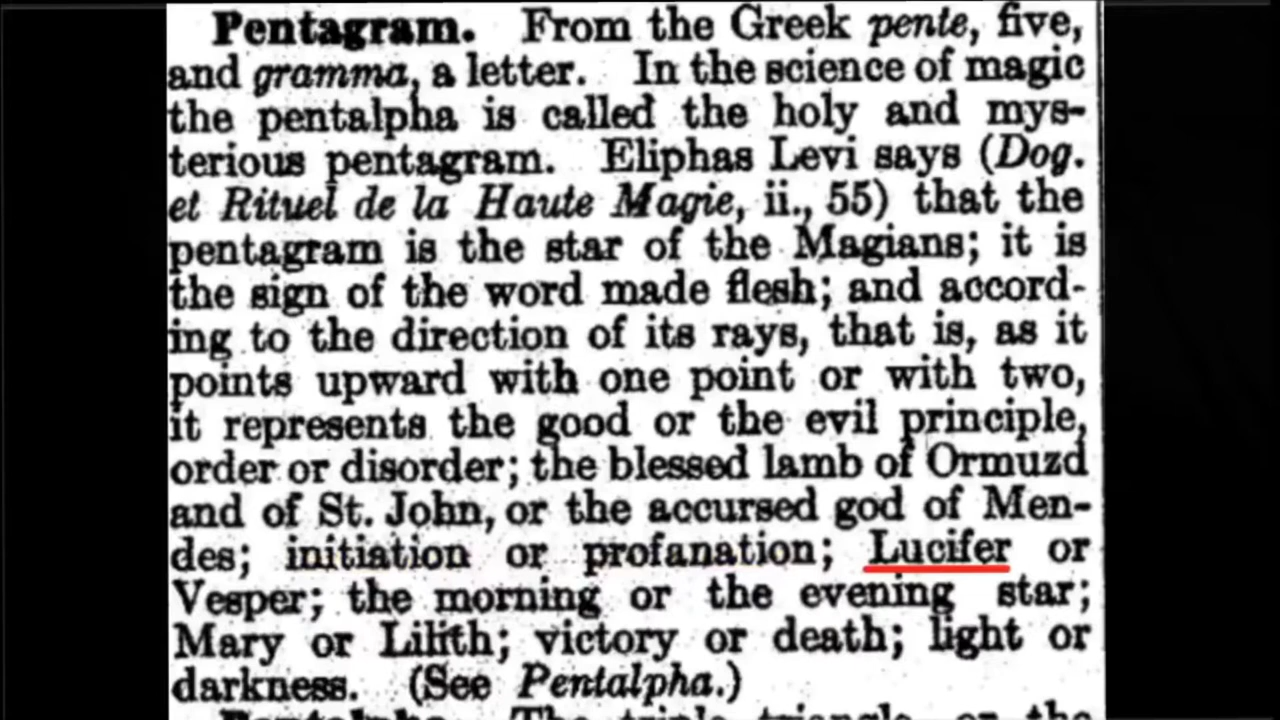 Pentagram. From the Greek pente, five,
and gramma, a letter. In the science of magic
the pentalpha is called the holy and mys-
terious pentagram. Eliphas Levi says (Dog.
et Rituel de la Haute Magie, ii., 55) that the
pentagram is the star of the Magians; it is
the sign of the word made flesh; and accord-
ing to the direction of its rays, that is, as it
points upward with one point or with two,
it represents the good or the evil principle,
order or disorder; the blessed lamb of Ormuzd
and of St. John, or the accursed god of Men-
des; initiation or profanation; Lucifer or
Vesper; the morning or the evening star;
Mary or Lilith; victory or death; light or
darkness. (See Pentalpha.)
Pentalpha. The triple triangle, or the